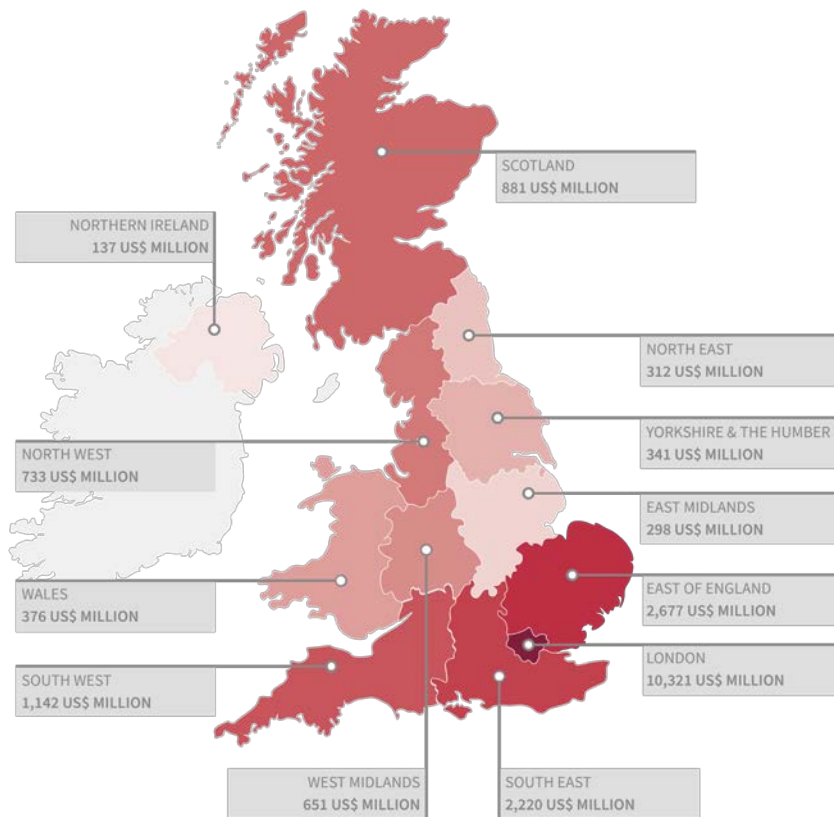 SCOTLAND
881 US$ MILLION
NORTHERN IRELAND
137 US$ MILLION
NORTH EAST
312 US$ MILLION
YORKSHIRE & THE HUMBER
341 US$ MILLION
NORTH WEST
733 US$ MILLION
EAST MIDLANDS
298 US$ MILLION
EAST OF ENGLAND
2,677 US$ MILLION
WALES
376 US$ MILLION
LONDON
10,321 US$ MILLION
SOUTH WEST
1,142 US$ MILLION
WEST MIDLANDS
651 US$ MILLION
SOUTH EAST
2,220 US$ MILLION